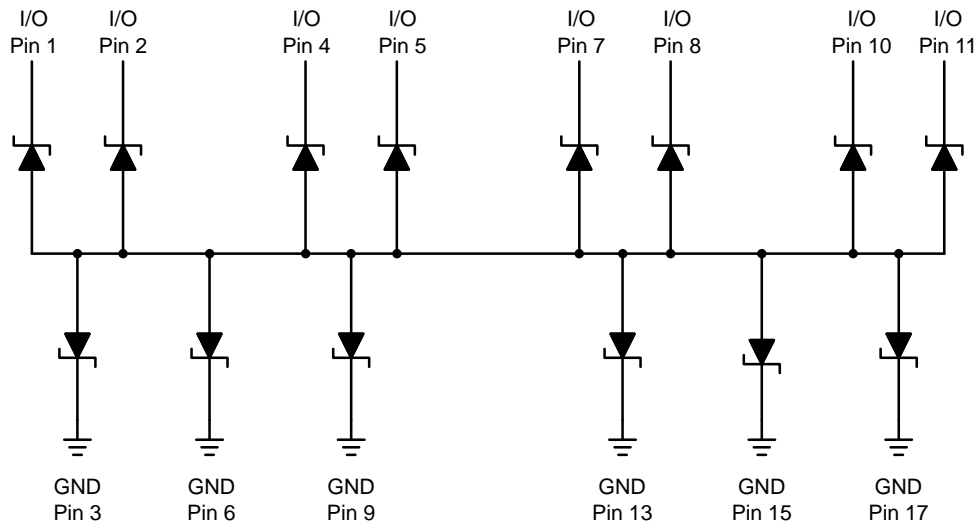 I/O
Pin 1
I/O
Pin 2
I/O
Pin 4
I/O
Pin 5
I/O
Pin 7
I/O
Pin 8
I/O
Pin 10
I/O
Pin 11
GND
Pin 3
GND
Pin 6
GND
Pin 9
GND
Pin 13
GND
Pin 15
GND
Pin 17